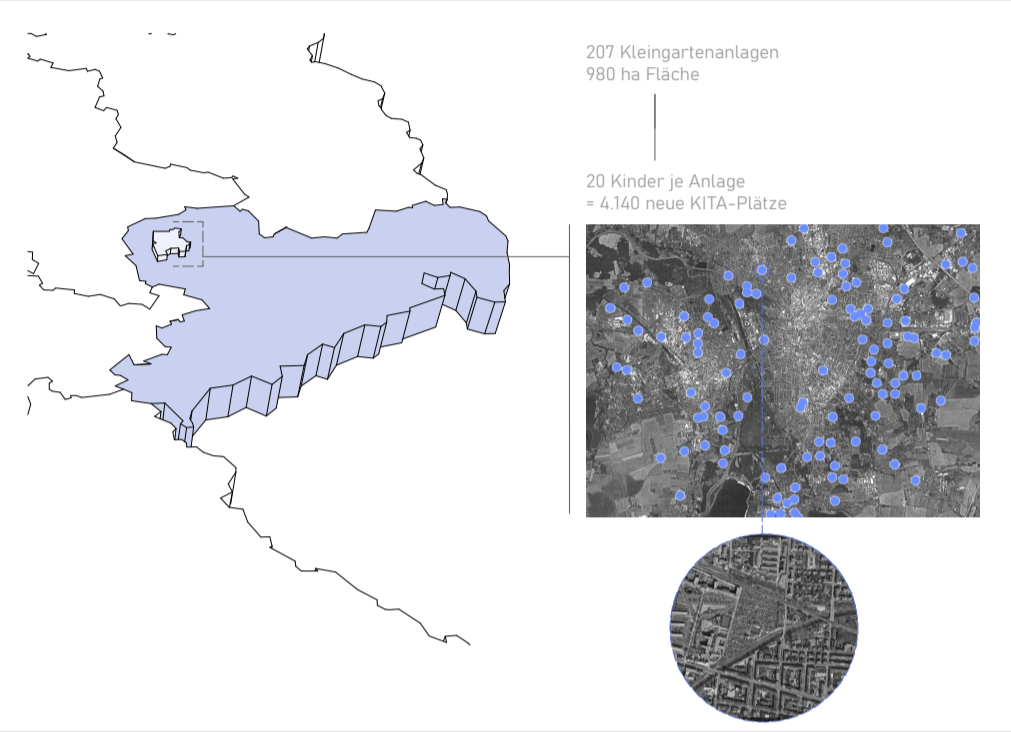 207 Kleingartenanlagen
980 ha Fläche
20 Kinder je Anlage
= 4.140 neue KITA-Plätze